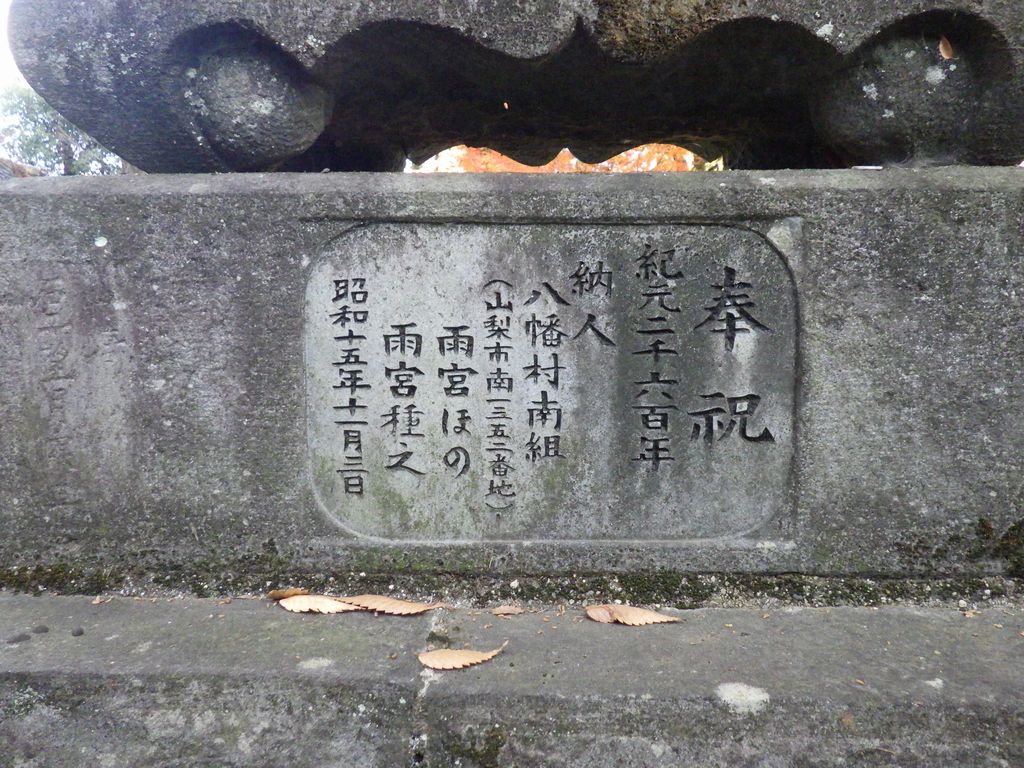 奉祝
紀元二千六百年
納人
八幡村南組
（山梨市南一三五二番地）
雨宮ほの
雨宮種之
昭和十五年十一月三日